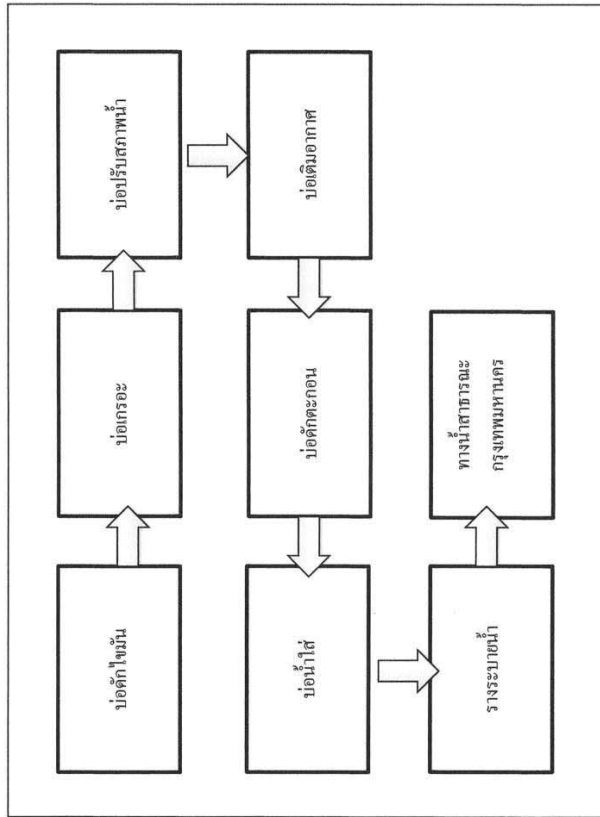 บ่อดักไขมัน
บ่อเกรอะ
บ่อปรับสภาพน้ำ
บ่อเติมอากาศ
บ่อดักตะกอน
บ่อน้ำใส่
รางระบายน้ำ
ทางน้ำสาธารณะ
กรุงเทพมหานคร